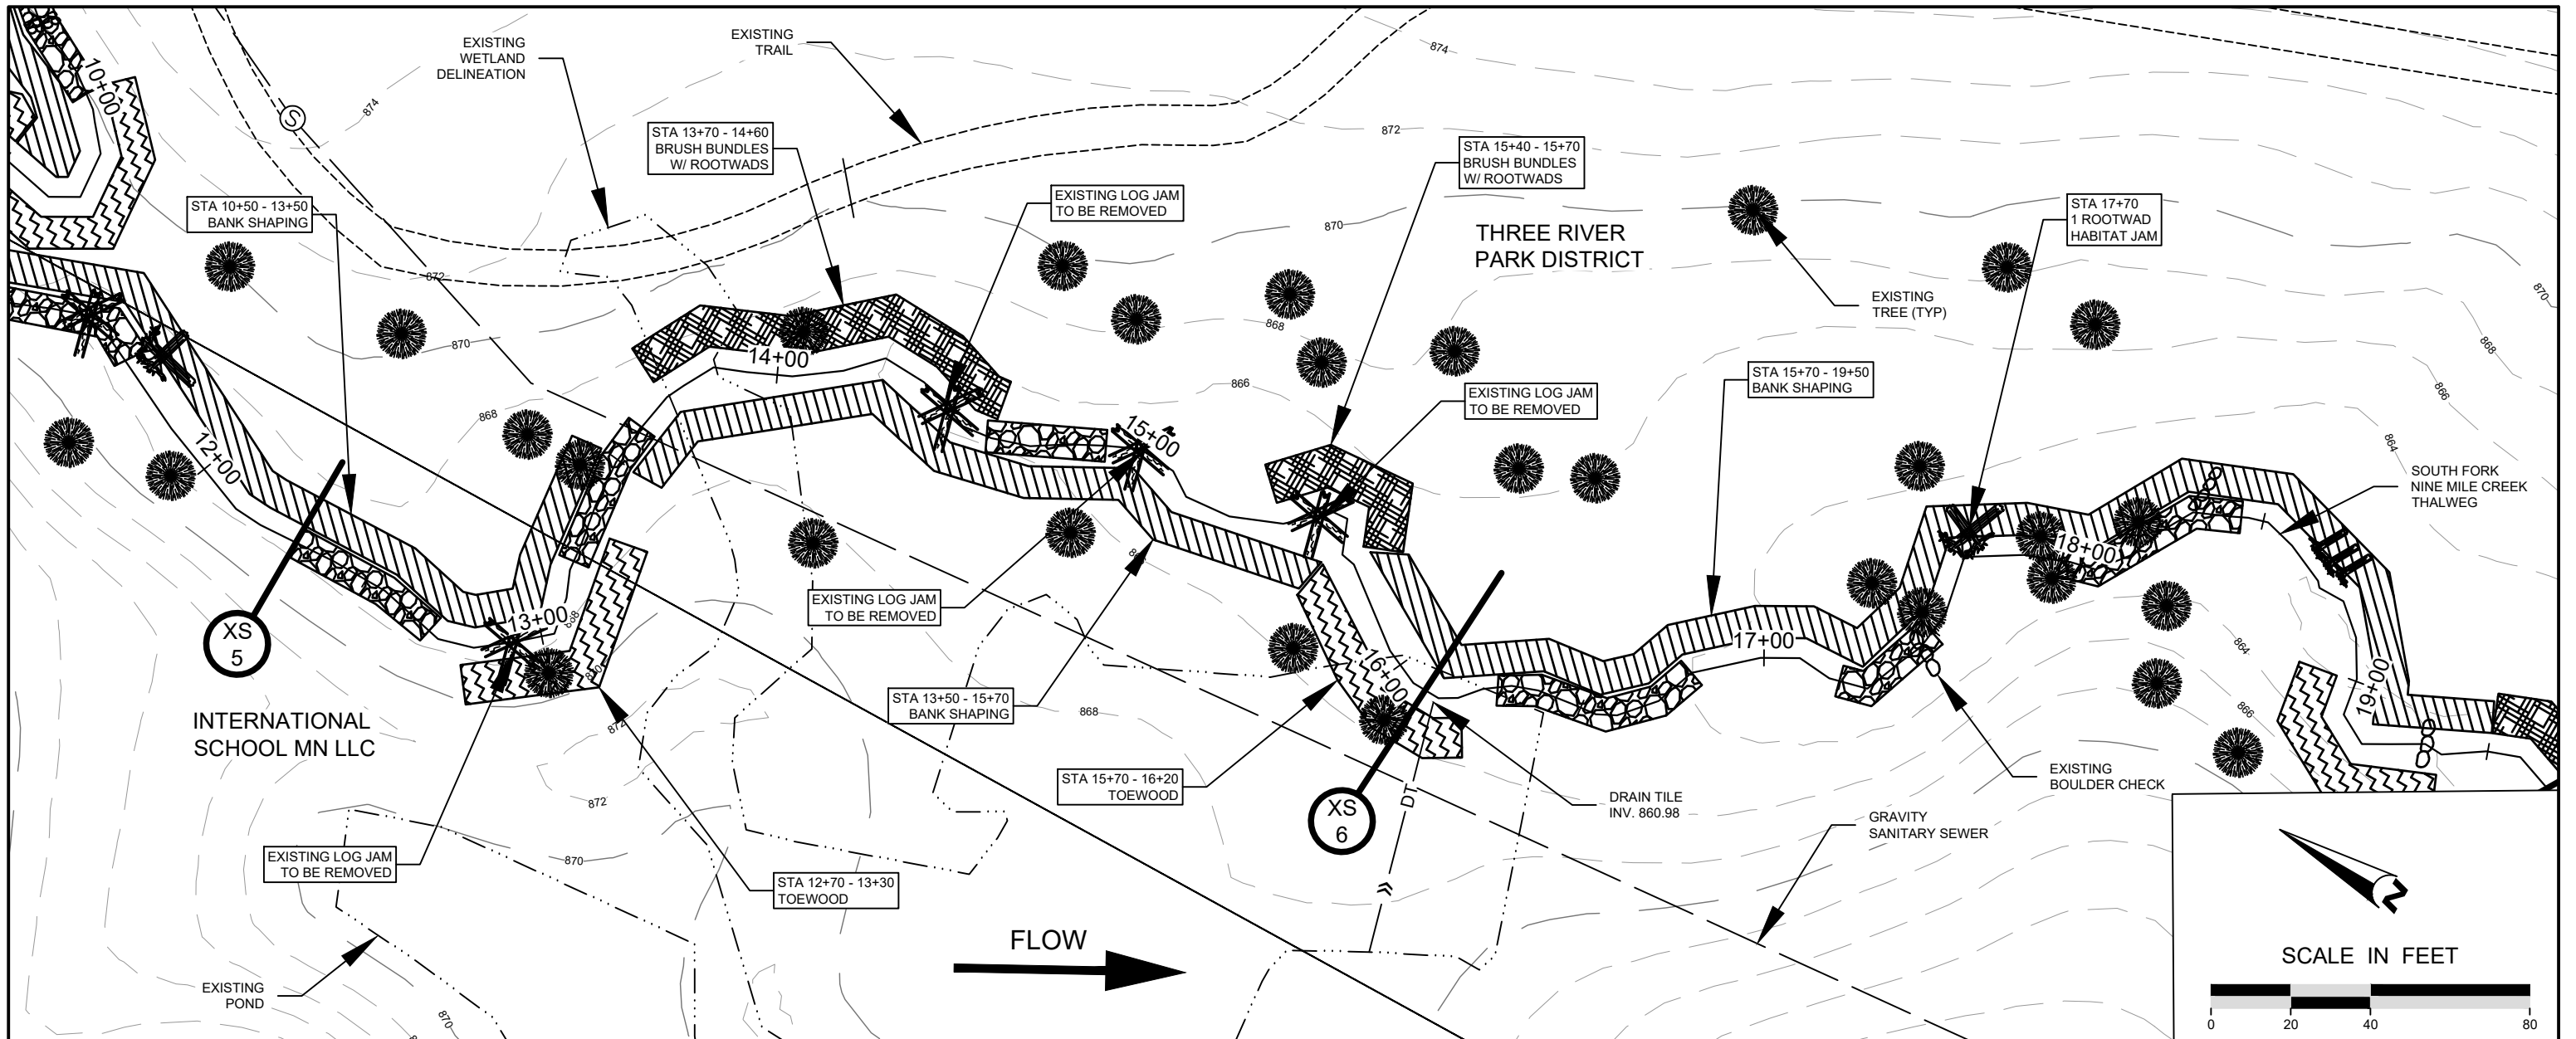 EXISTING
WETLAND
DELINEATION
EXISTING
TRAIL
874
10+00
S
874
STA 13+70 - 14+60
BRUSH BUNDLES
W/ ROOTWADS
872
STA 15+40 - 15+70
BRUSH BUNDLES
W/ ROOTWADS
STA 10+50 - 13+50
BANK SHAPING
EXISTING LOG JAM
TO BE REMOVED
870
THREE RIVER
PARK DISTRICT
STA 17+70
1 ROOTWAD
HABITAT JAM
872
870
EXISTING
TREE (TYP)
868
870
14+00
868
866
STA 15+70 - 19+50
BANK SHAPING
866
EXISTING LOG JAM
TO BE REMOVED
868
15+00
864
12+00
SOUTH FORK
NINE MILE CREEK
THALWEG
18+00
EXISTING LOG JAM
TO BE REMOVED
13+00
868
XS
5
17+00
864
16+00
870
19+00
STA 13+50 - 15+70
BANK SHAPING
868
866
INTERNATIONAL
SCHOOL MN LLC
872
STA 15+70 - 16+20
TOEWOOD
EXISTING
BOULDER CHECK
872
DT
DRAIN TILE
INV. 860.98
XS
6
GRAVITY
SANITARY SEWER
EXISTING LOG JAM
TO BE REMOVED
870
STA 12+70 - 13+30
TOEWOOD
N
FLOW
SCALE IN FEET
EXISTING
POND
870
0 20 40 80